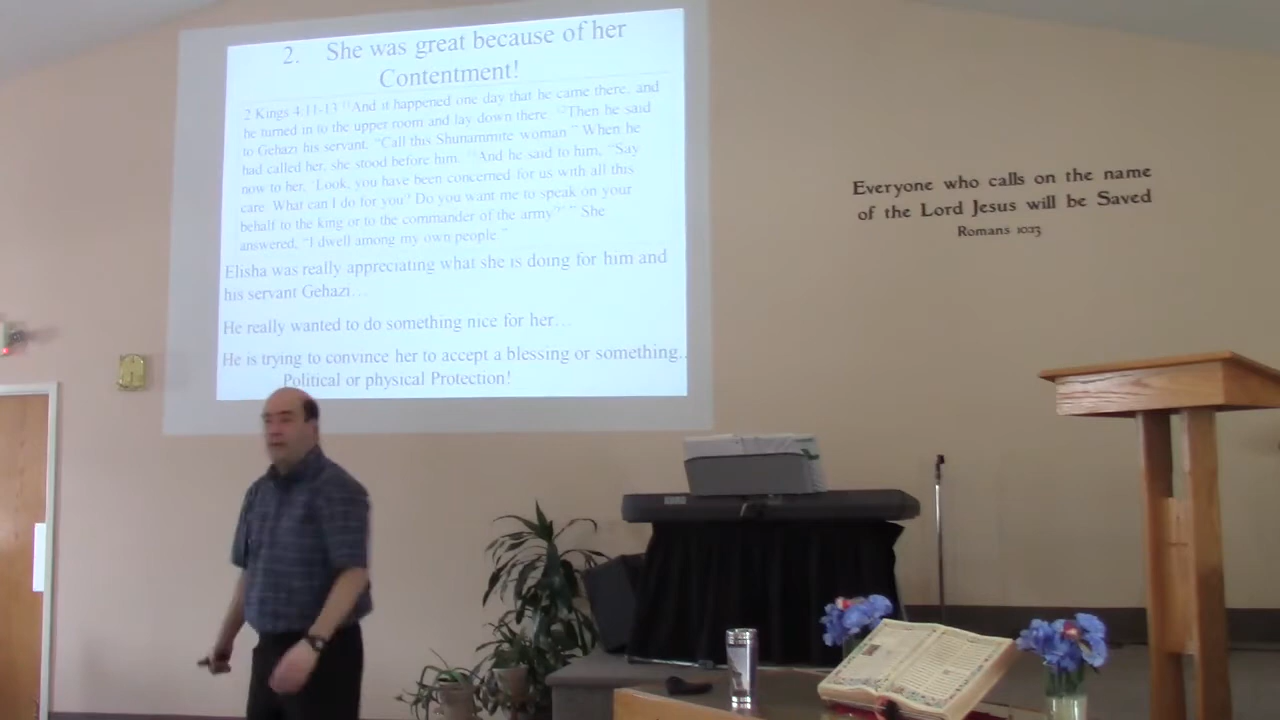 2. She was great because of her
Contentment!
2 Kings 4:11-13 11And it happened one day that he came there, and
he turned in to the upper room and lay down there. 12Then he said
to Gehazi his servant, "Call this Shunammite woman." When he
had called her, she stood before him. 13And he said to him, "Say
now to her, 'Look, you have been concerned for us with all this
care. What can I do for you? Do you want me to speak on your
behalf to the king or to the commander of the army?'" She
answered, "I dwell among my own people."
Elisha was really appreciating what she is doing for him and
his servant Gehazi…
He really wanted to do something nice for her…
He is trying to convince her to accept a blessing or something..
Political or physical Protection!
Everyone who calls on the name
of the Lord Jesus will be Saved
Romans 10:13